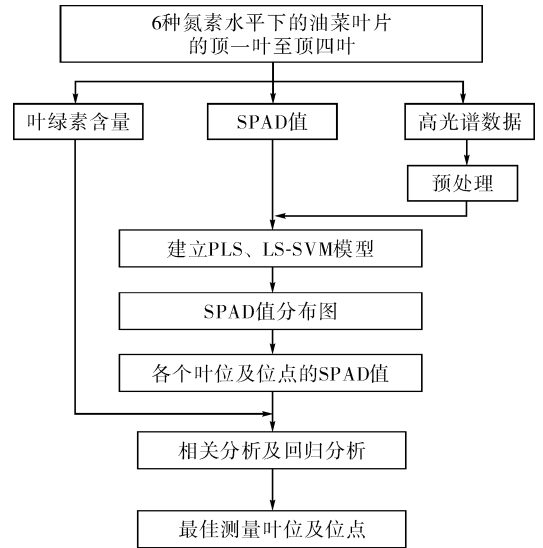 6种氮素水平下的油菜叶片
的顶一叶至顶四叶
叶绿素含量
SPAD值
高光谱数据
预处理
建立PLS、LS-SVM模型
SPAD值分布图
各个叶位及位点的SPAD值
相关分析及回归分析
最佳测量叶位及位点